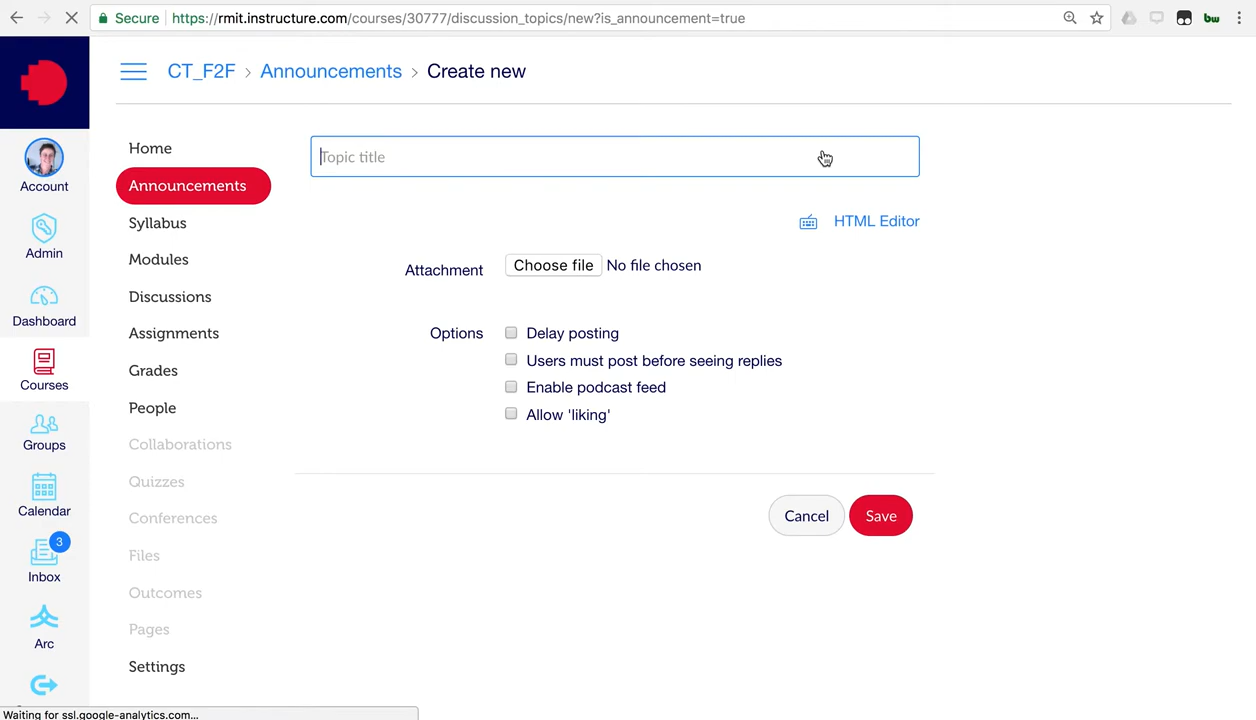 Secure https://rmit.instructure.com/courses/30777/discussion_topics/new?is_announcement=true
bw
CT_F2F > Announcements > Create new
Account
Admin
Dashboard
Courses
Groups
Calendar
3
Inbox
Arc
Home
Announcements
Syllabus
Modules
Discussions
Assignments
Grades
People
Collaborations
Quizzes
Conferences
Files
Outcomes
Pages
Settings
Topic title
HTML Editor
Attachment Choose file No file chosen
Options Delay posting
Users must post before seeing replies
Enable podcast feed
Allow 'liking'
Cancel Save
Waiting for ssl.google-analytics.com...